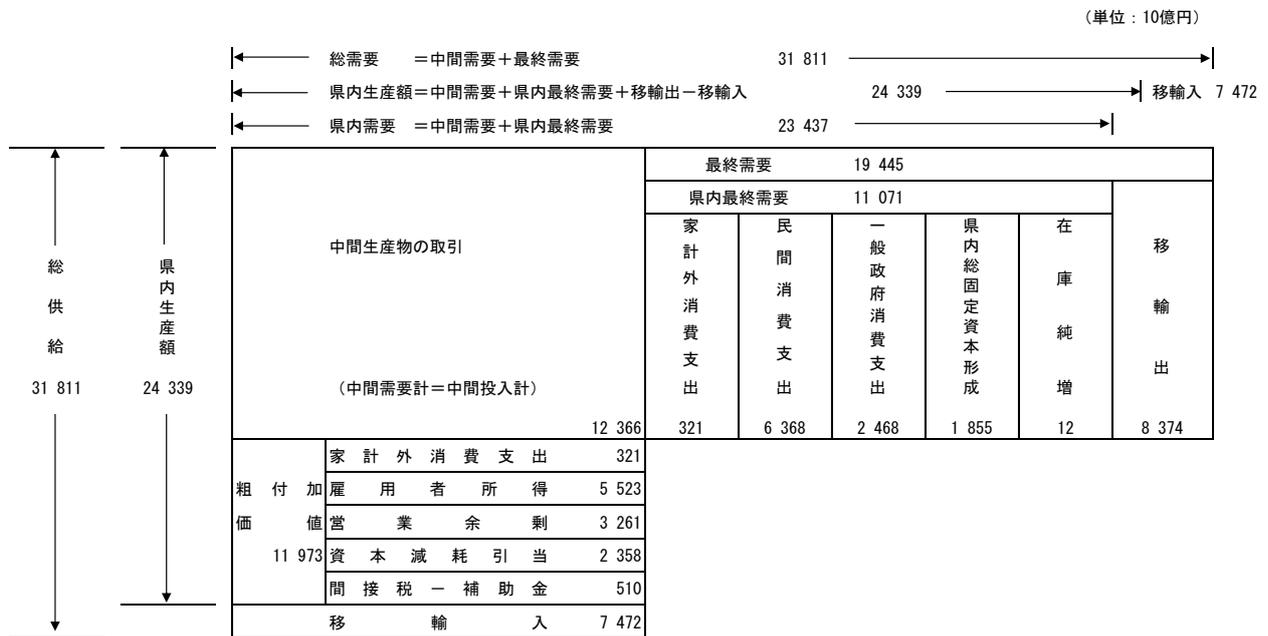 （単位：10億円）
総需要　＝中間需要＋最終需要　31 811
県内生産額＝中間需要＋県内最終需要＋移輸出－移輸入　24 339　移輸入 7 472
県内需要　＝中間需要＋県内最終需要　23 437
最終需要　19 445
県内最終需要　11 071
総供給
31 811
県内生産額
24 339
中間生産物の取引
（中間需要計＝中間投入計）
12 366
家計外消費支出
321
民間消費支出
6 368
一般政府消費支出
2 468
県内総固定資本形成
1 855
在庫純増
12
移輸出
8 374
粗付加価値
11 973
家計外消費支出　321
雇用者所得　5 523
営業余剰　3 261
資本減耗引当　2 358
間接税－補助金　510
移輸入　7 472